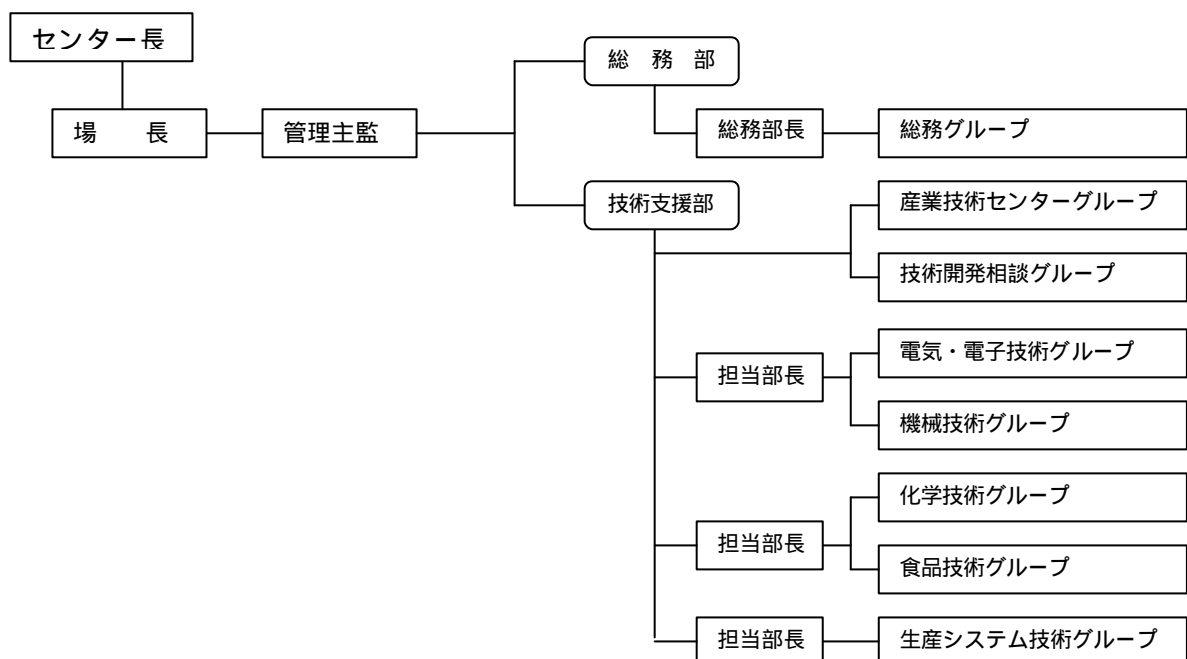 センター長
総務部
場長
管理主監
総務部長
総務グループ
技術支援部
産業技術センターグループ
技術開発相談グループ
担当部長
電気・電子技術グループ
機械技術グループ
担当部長
化学技術グループ
食品技術グループ
担当部長
生産システム技術グループ